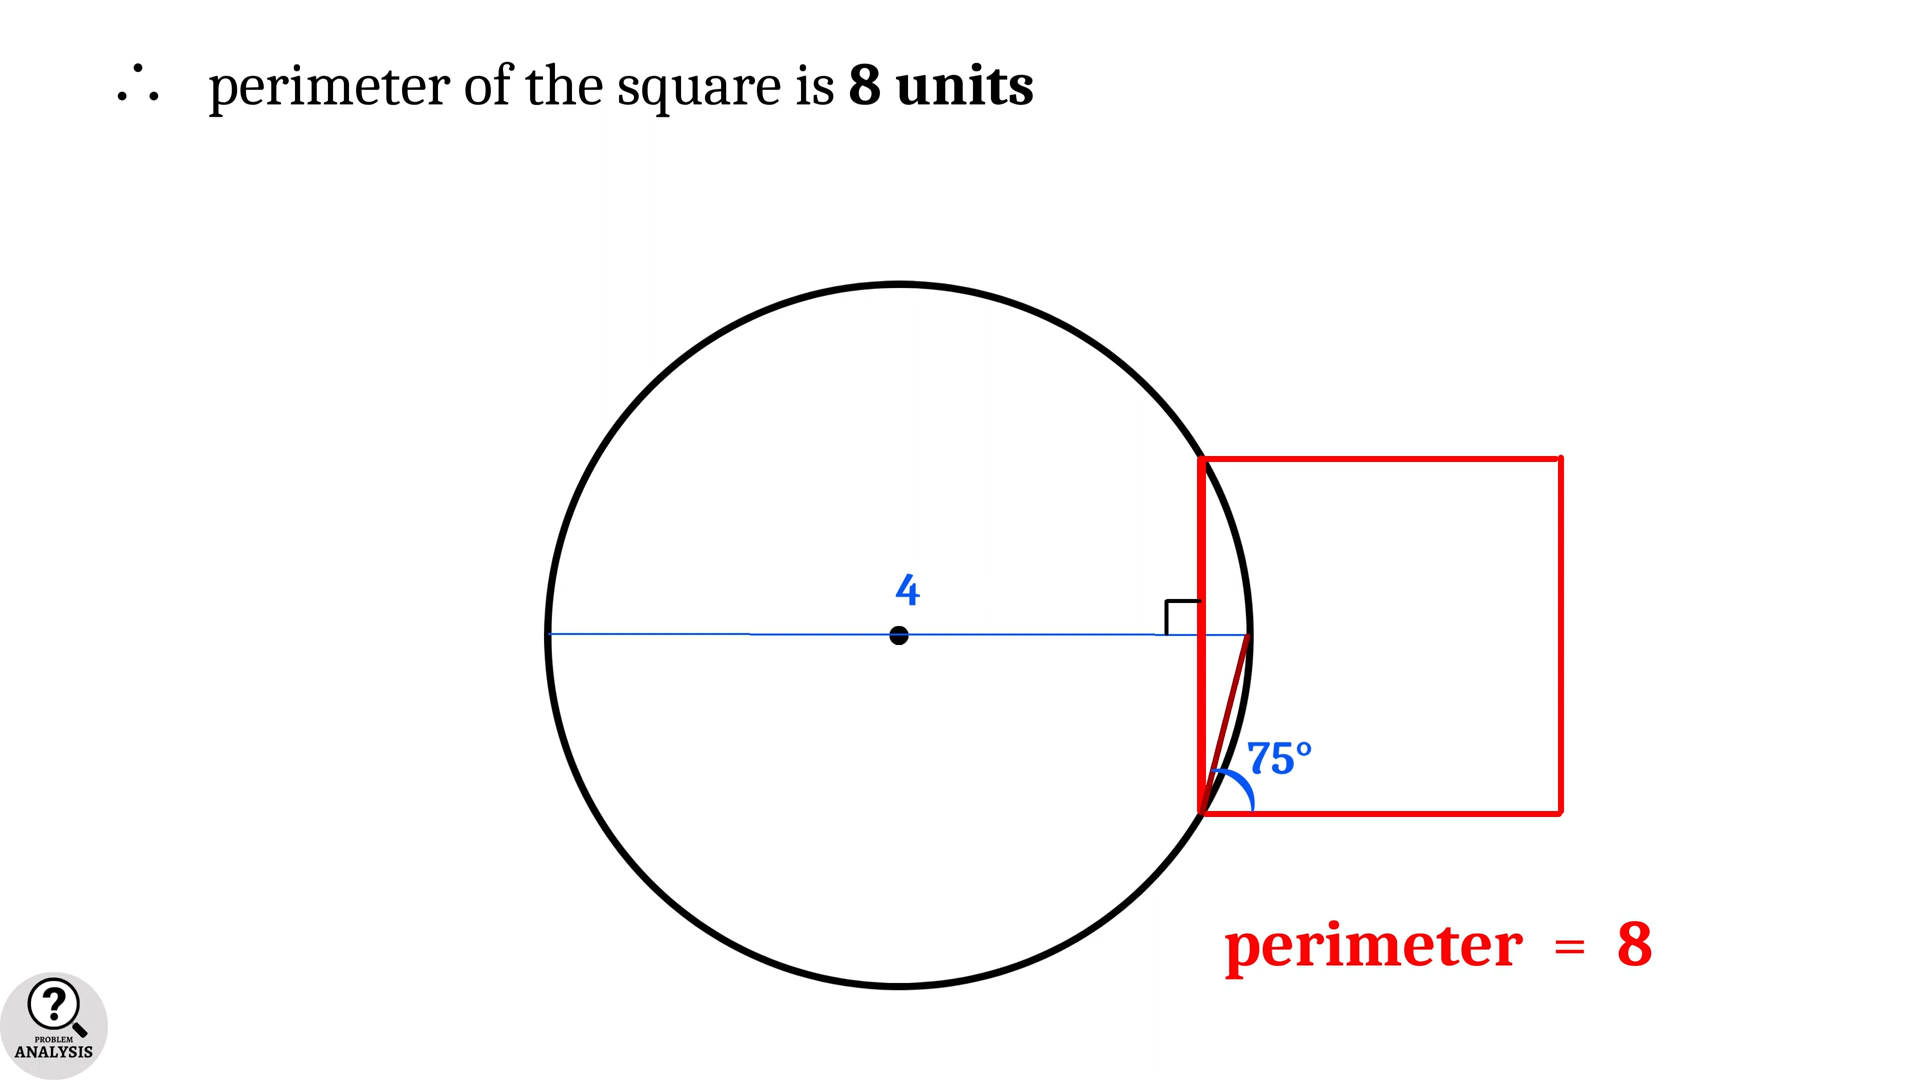 ∴ perimeter of the square is 8 units
4
75°
perimeter = 8
?
PROBLEM
ANALYSIS